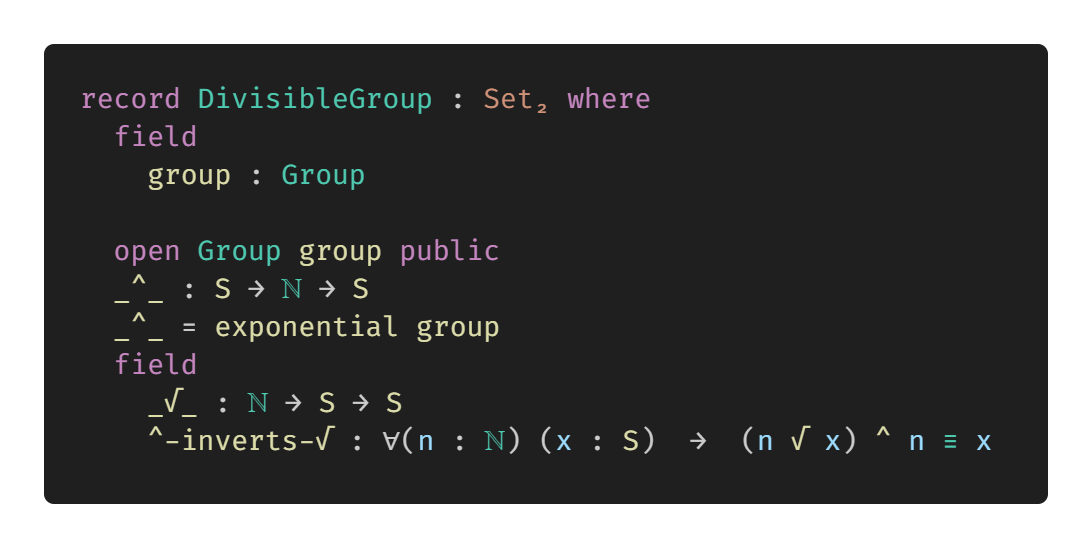 record DivisibleGroup : Set₂ where
  field
    group : Group

  open Group group public
  _^_ : S → ℕ → S
  _^_ = exponential group
  field
    _√_ : ℕ → S → S
    ^-inverts-√ : ∀(n : ℕ) (x : S)  →  (n √ x) ^ n ≡ x